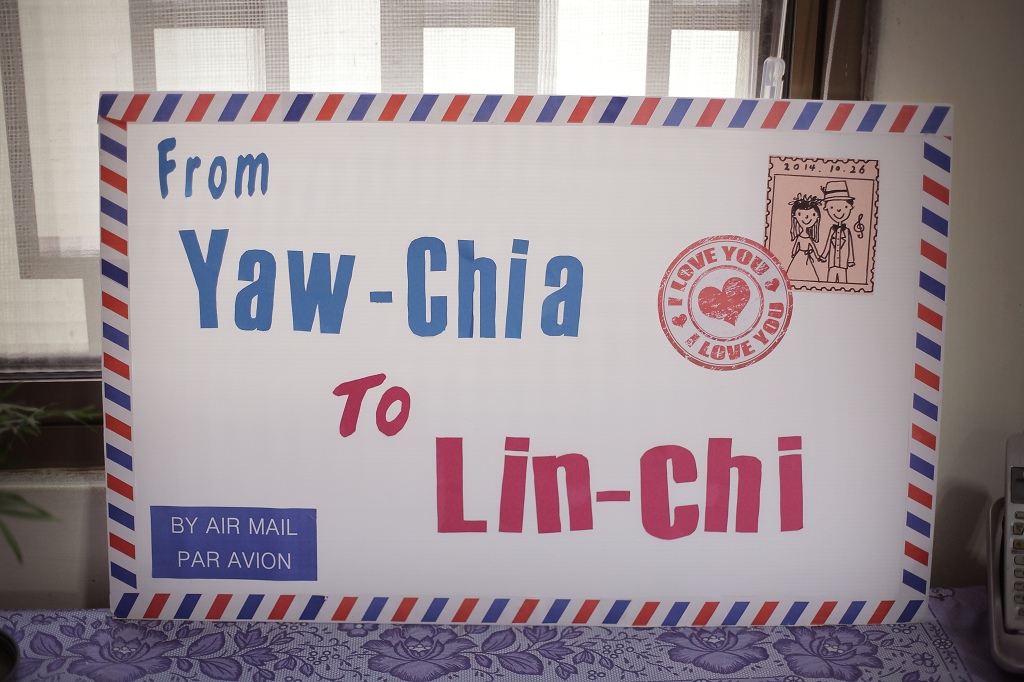 From
2014.10.26
Yaw-Chia
I LOVE YOU
I LOVE YOU
To
Lin-Chi
BY AIR MAIL
PAR AVION